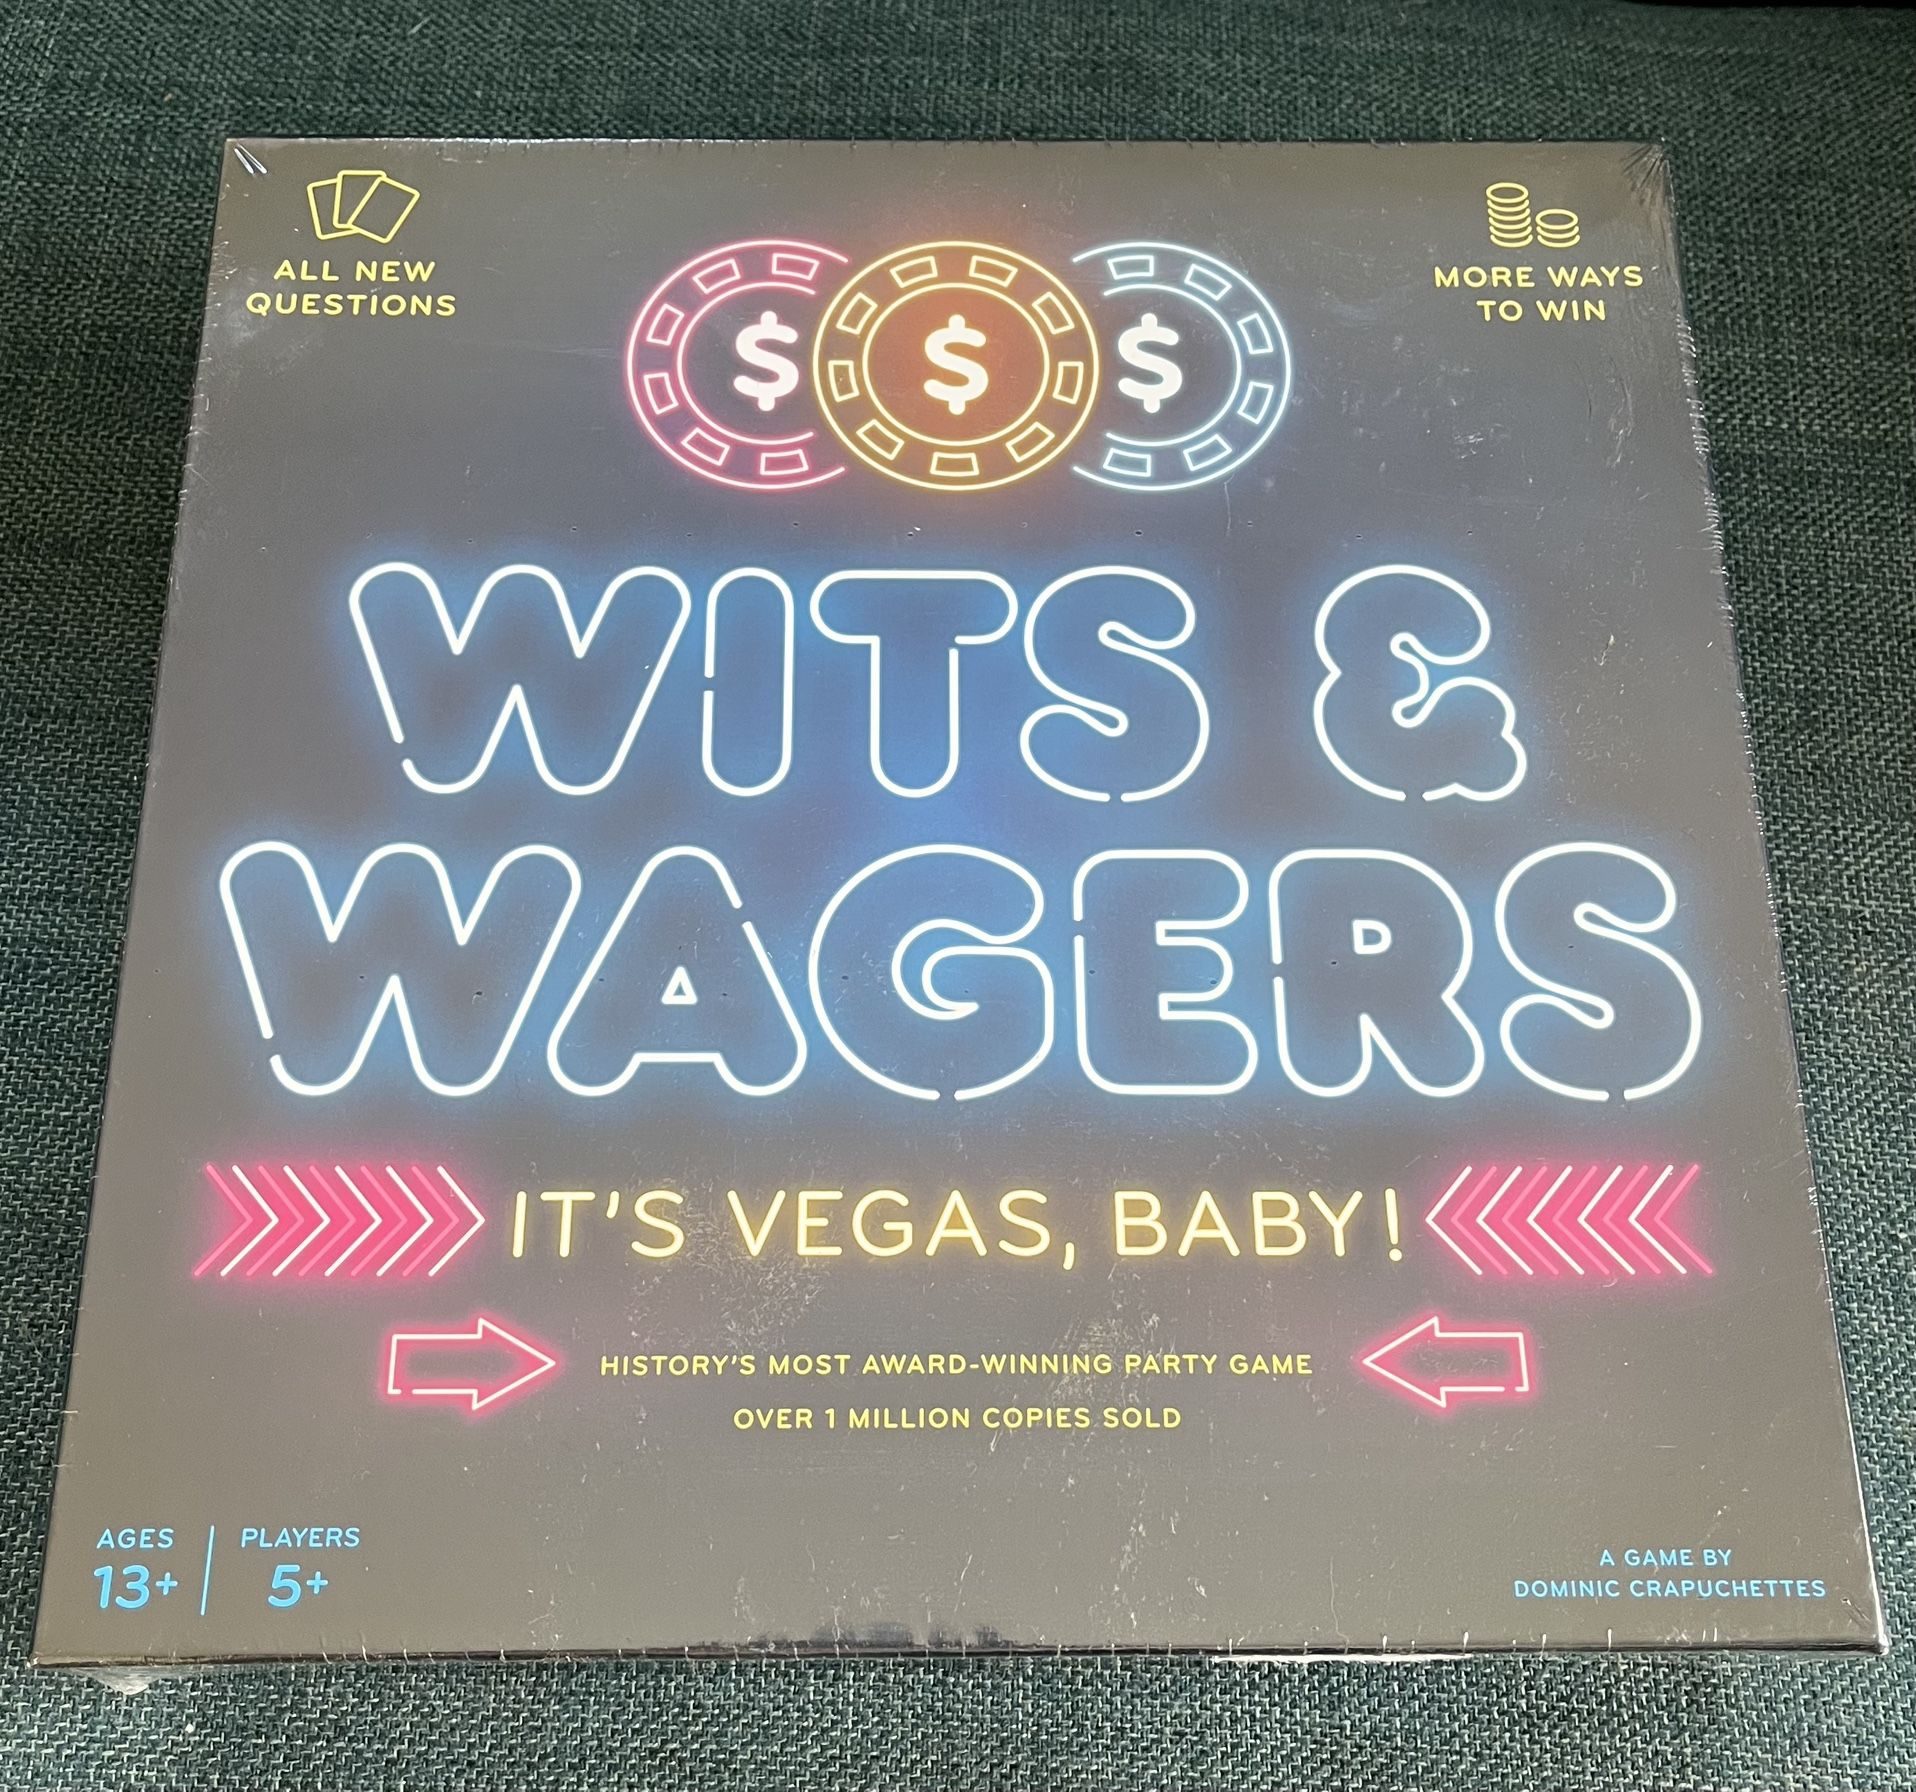 ALL NEW
QUESTIONS
MORE WAYS
TO WIN
$ $ $
WITS &
WAGERS
IT'S VEGAS, BABY!
HISTORY'S MOST AWARD-WINNING PARTY GAME
OVER 1 MILLION COPIES SOLD
AGES
13+
PLAYERS
5+
A GAME BY
DOMINIC CRAPUCHETTES